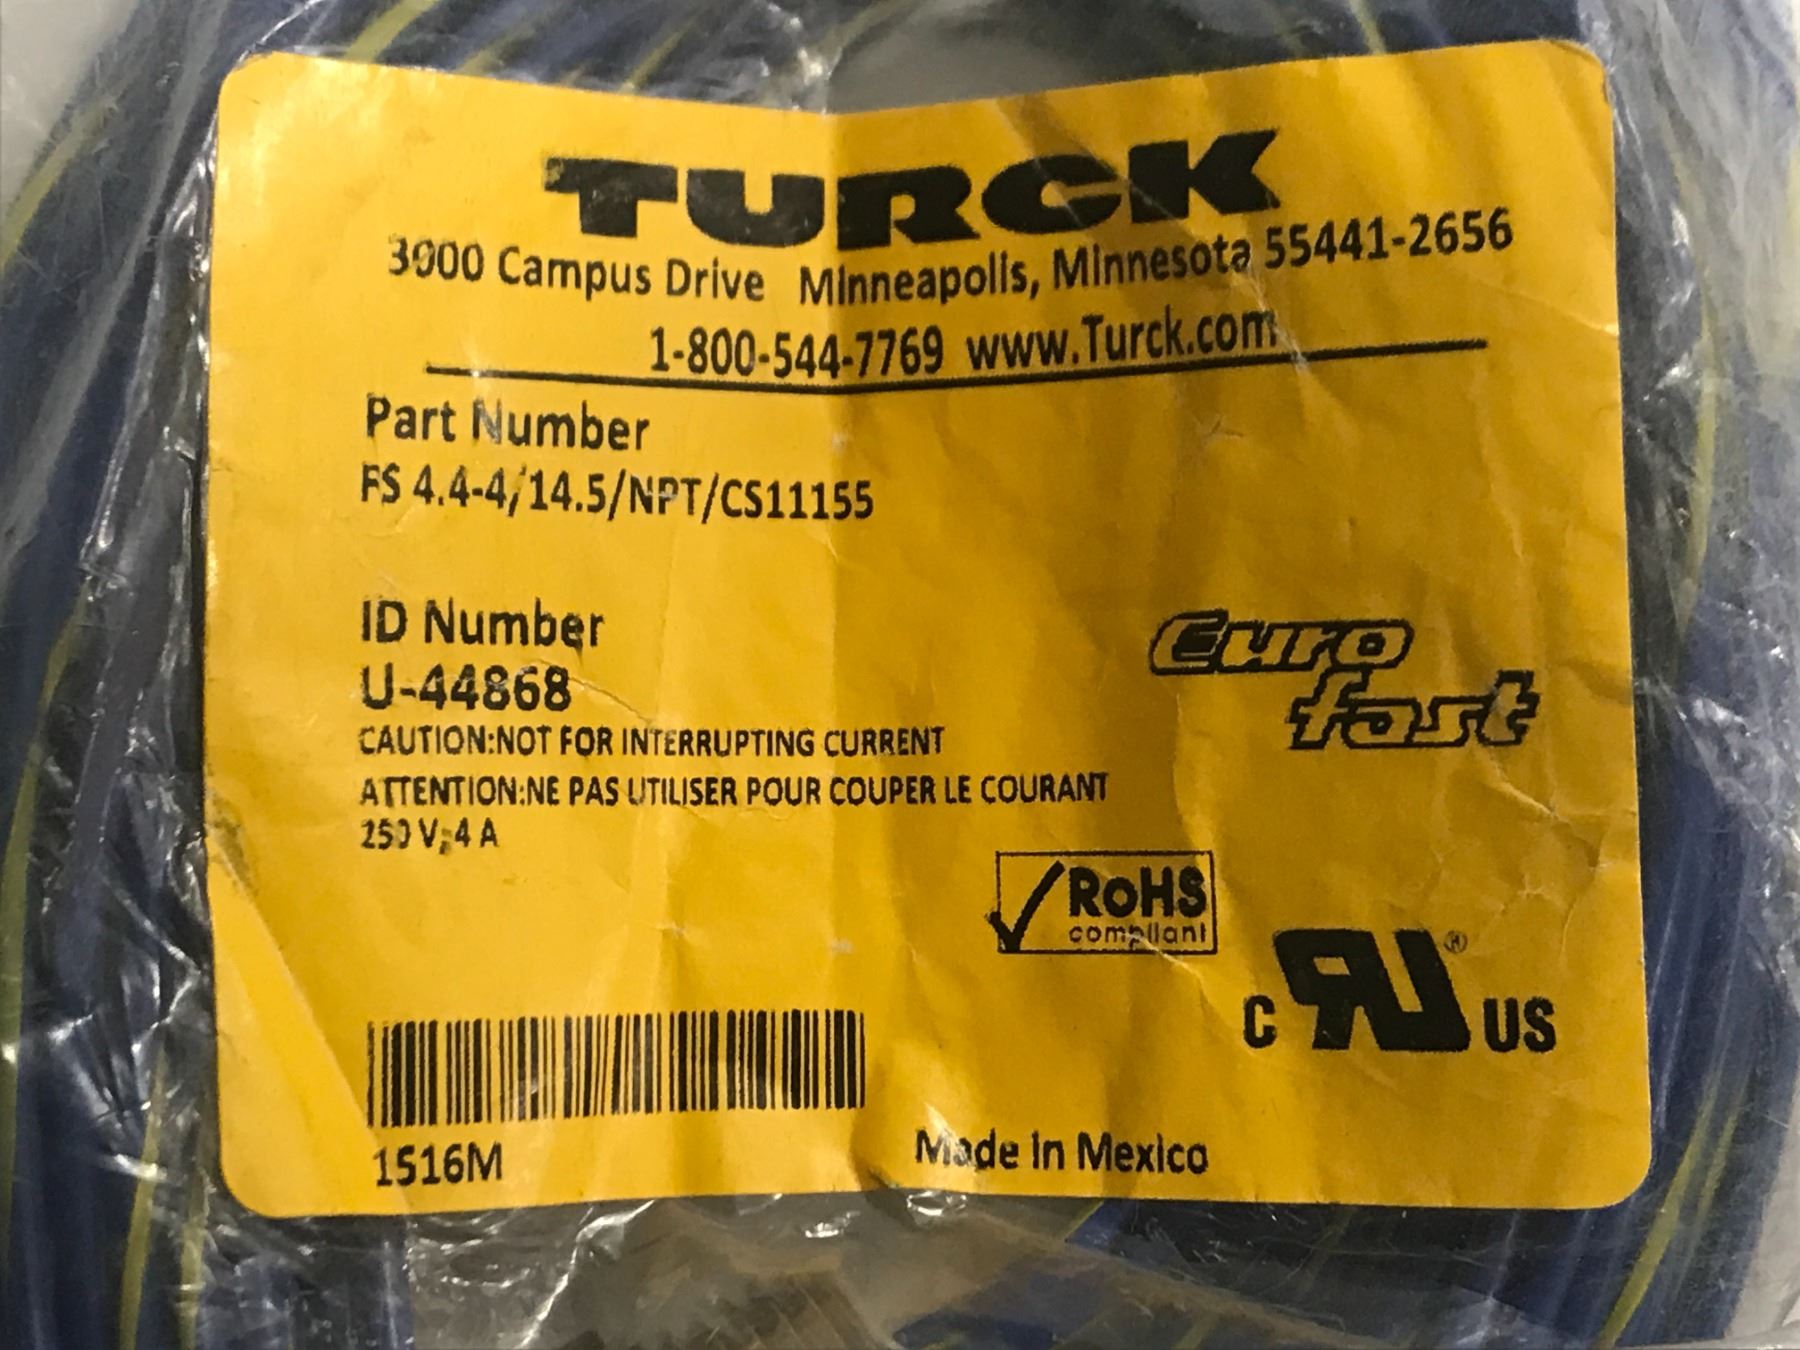 TURCK
3000 Campus Drive Minneapolis, Minnesota 55441-2656
1-800-544-7769 www.Turck.com
Part Number
FS 4.4-4/14.5/NPT/CS11155
ID Number
U-44868
CAUTION:NOT FOR INTERRUPTING CURRENT
ATTENTION:NE PAS UTILISER POUR COUPER LE COURANT
250 V, 4 A
Euro
fast
RoHS
compliant
C RU ® US
1516M
Made in Mexico